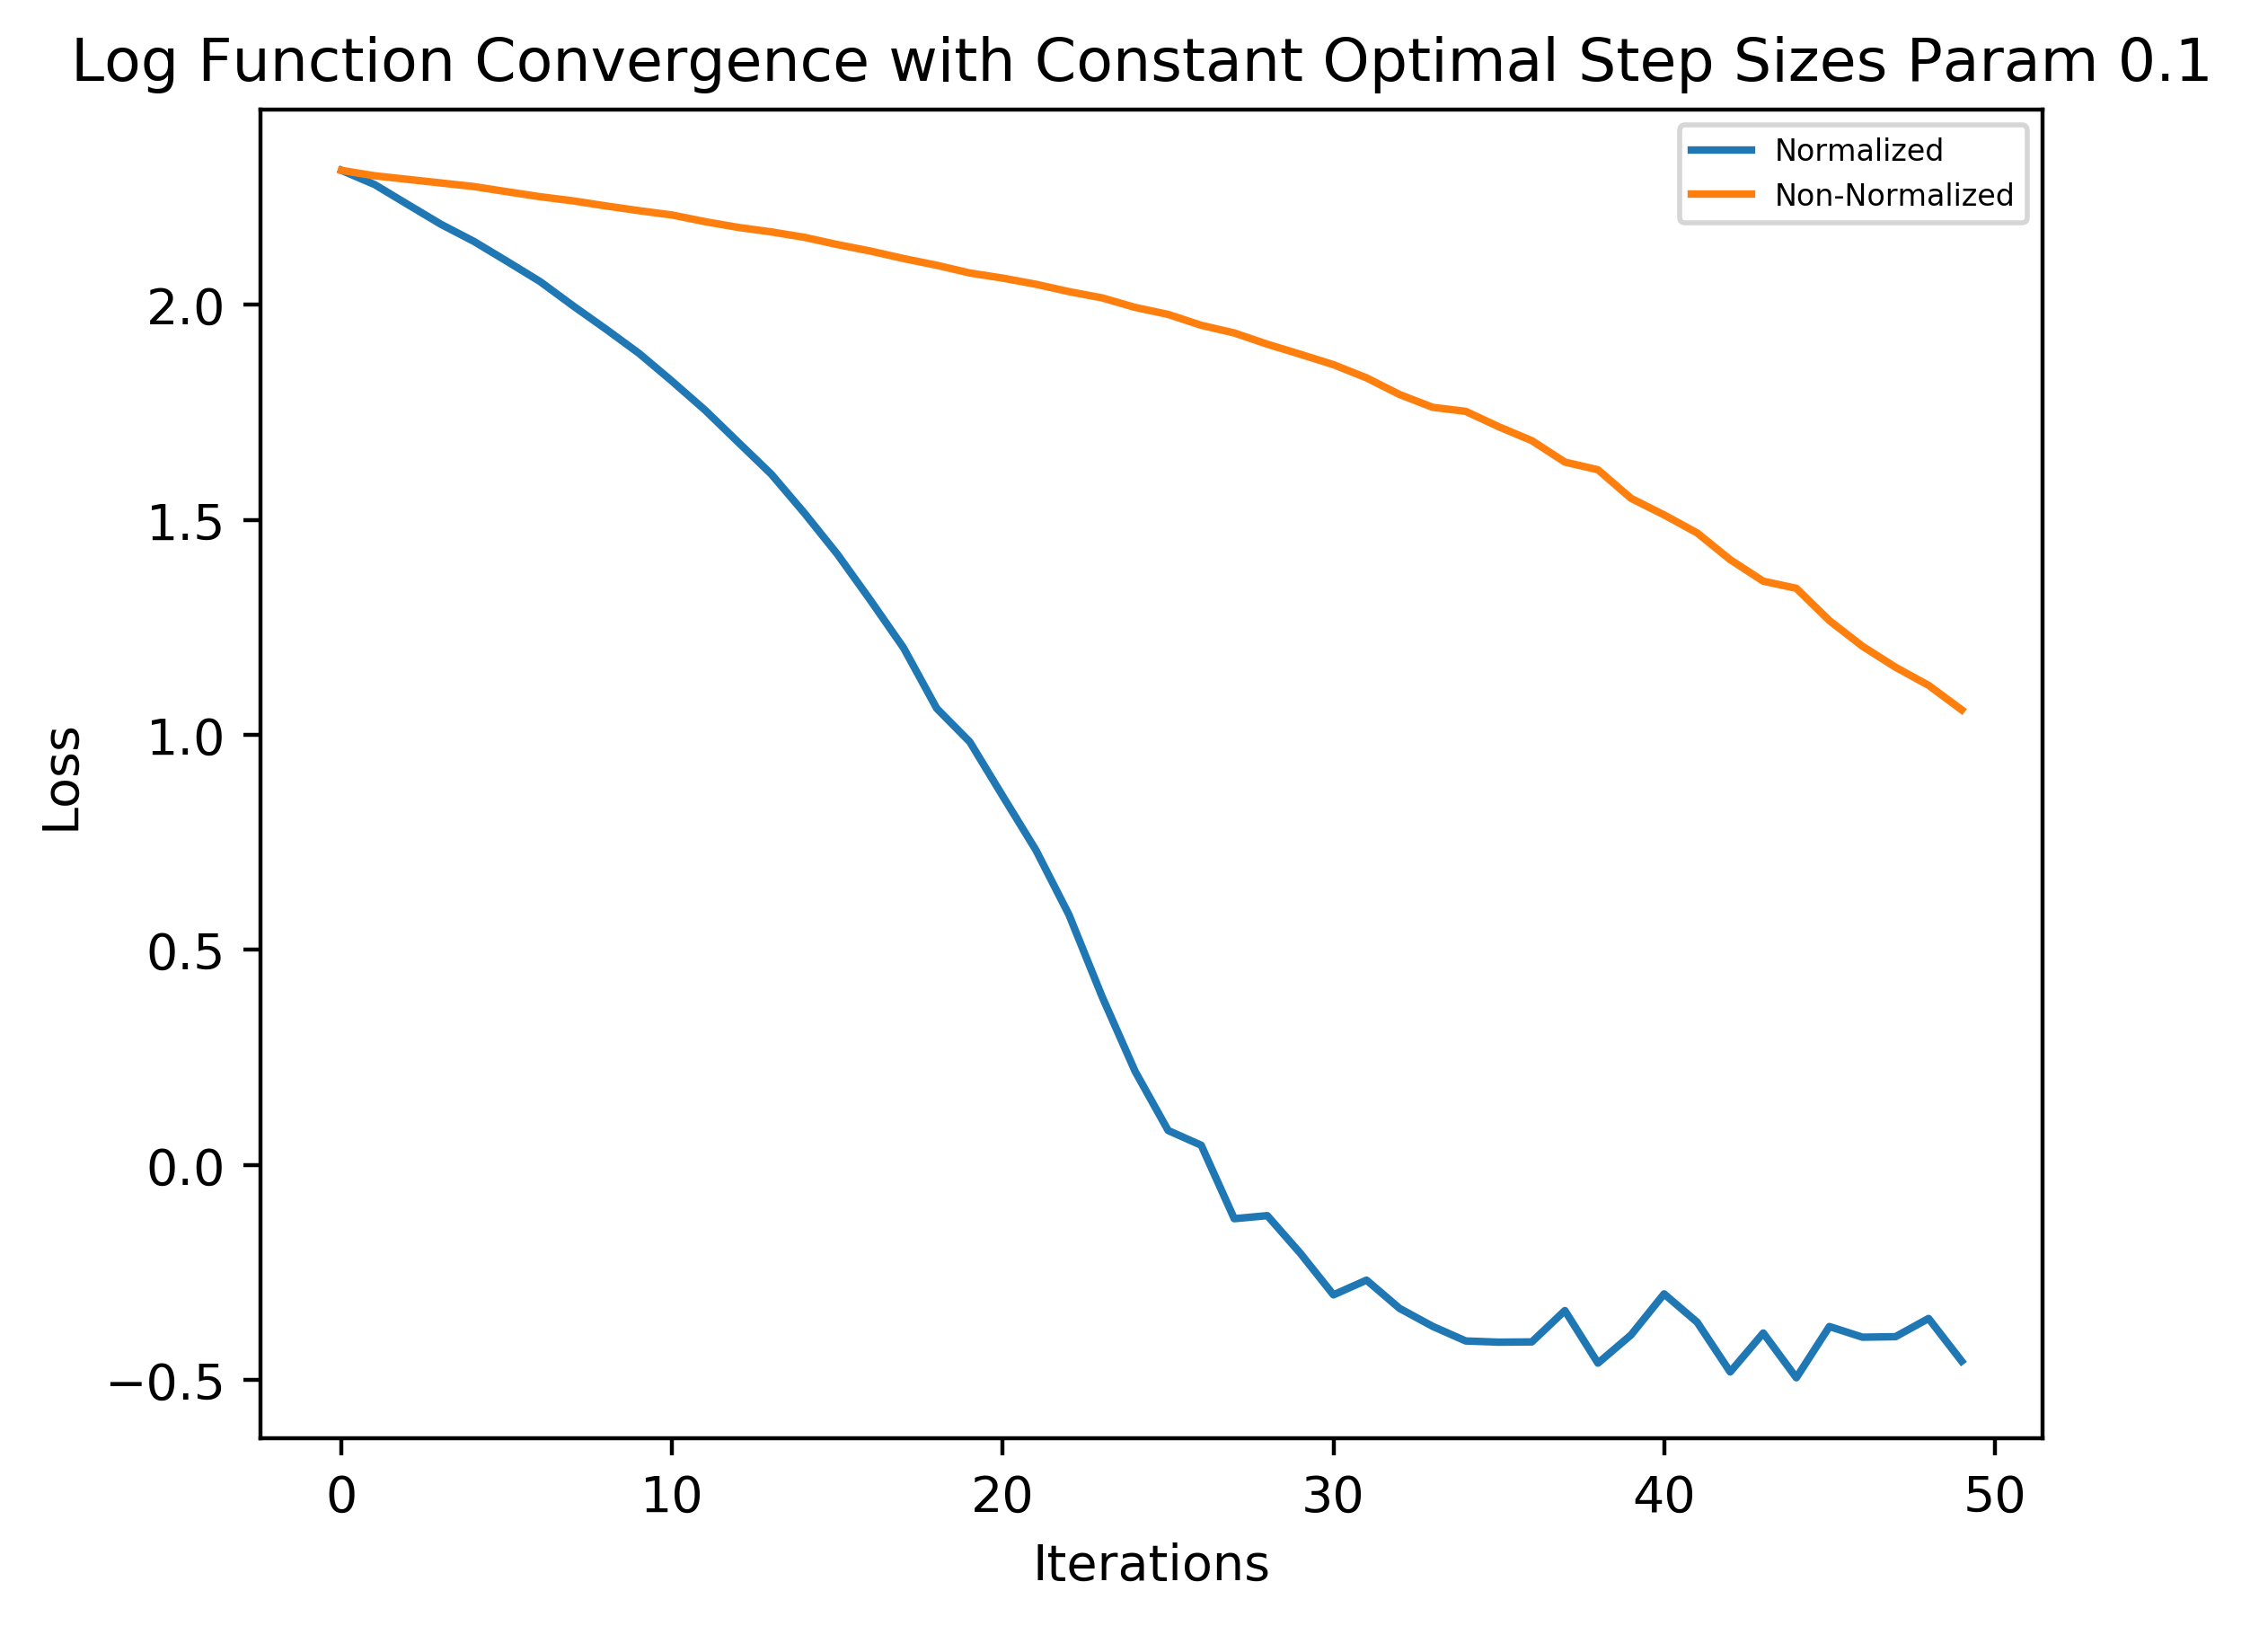 Log Function Convergence with Constant Optimal Step Sizes Param 0.1
Normalized
Non-Normalized
2.0
1.5
1.0
0.5
0.0
−0.5
Loss
0 10 20 30 40 50
Iterations